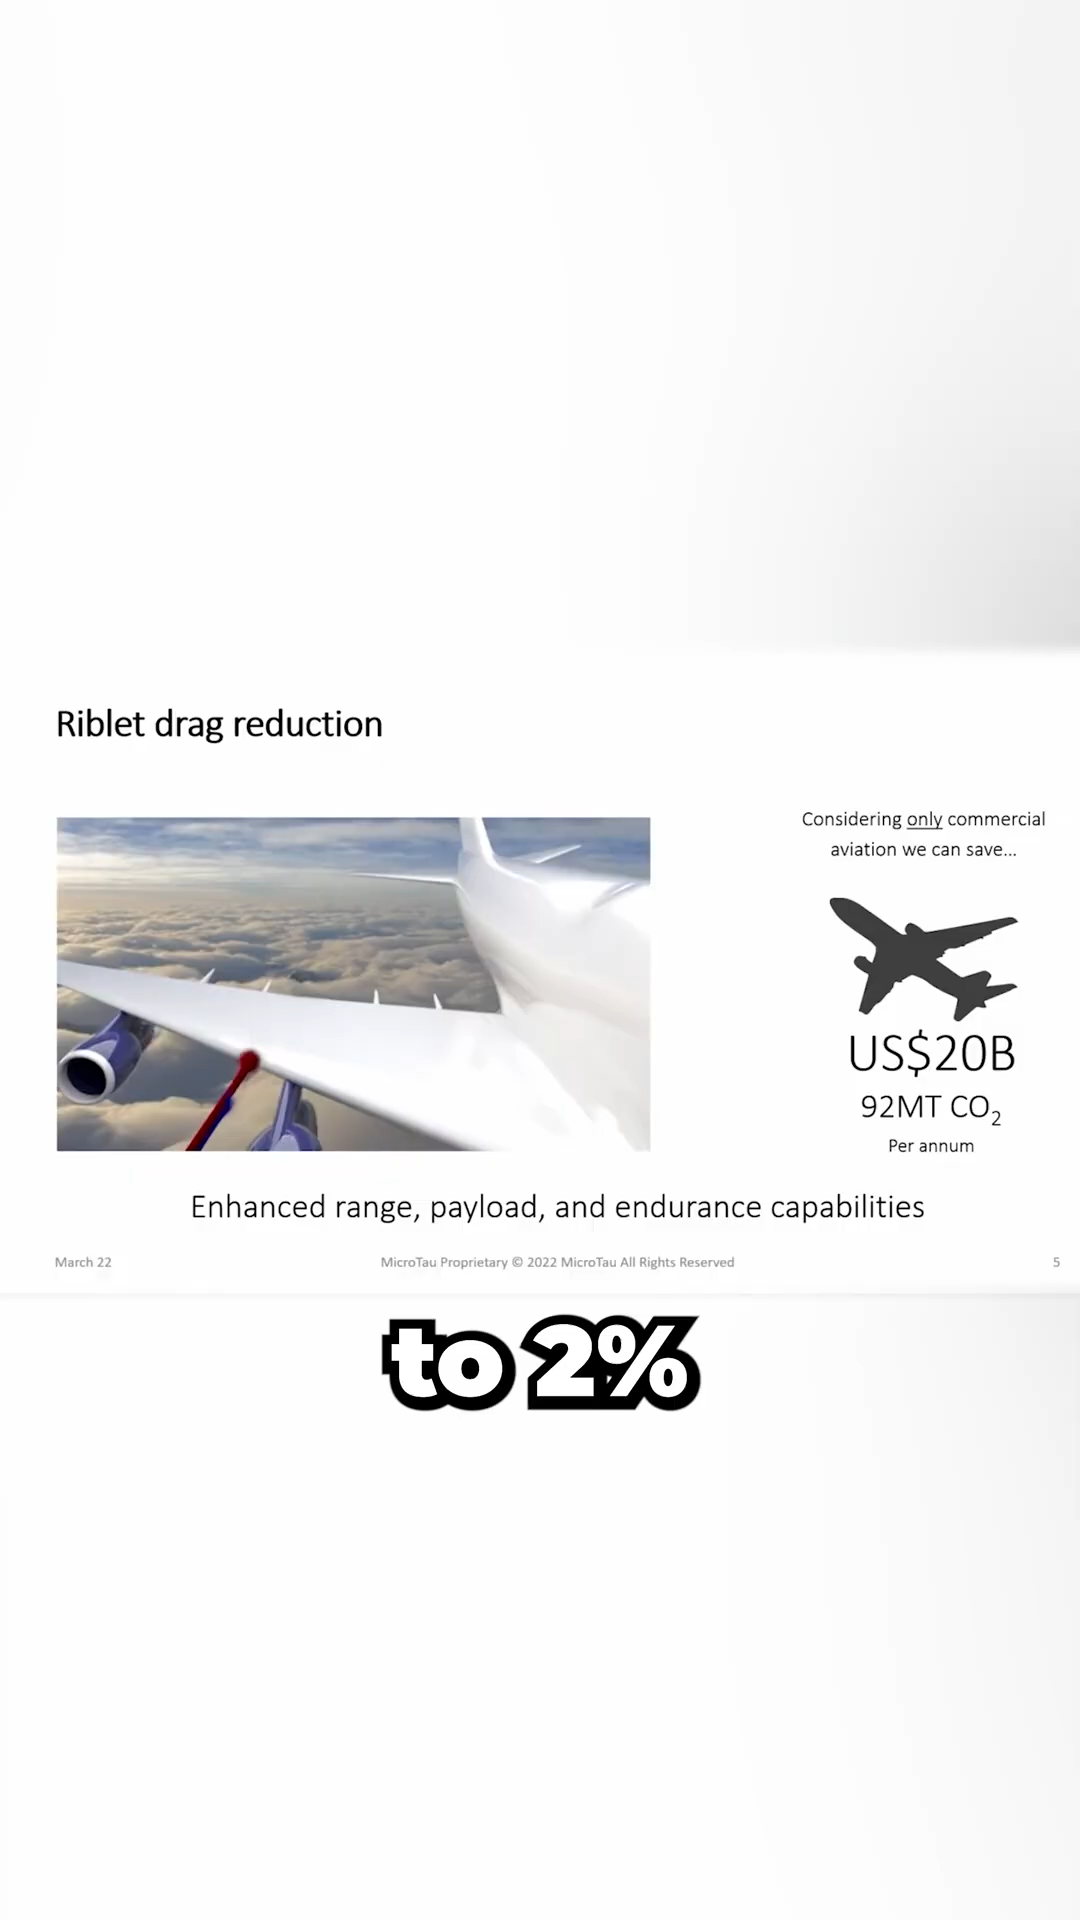 Riblet drag reduction
Considering only commercial
aviation we can save...
US$20B
92MT CO₂
Per annum
Enhanced range, payload, and endurance capabilities
March 22
MicroTau Proprietary © 2022 MicroTau All Rights Reserved
5
to 2%